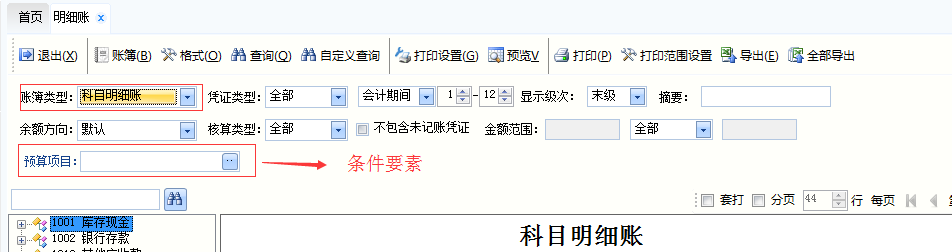 首页 明细账 x
退出(X) 账簿(B) 格式(O) 查询(Q) 自定义查询 打印设置(G) 预览V 打印(P) 打印范围设置 导出(E) 全部导出
账簿类型: 科目明细账 凭证类型: 全部 会计期间 1 - 12 显示级次: 末级 摘要:
余额方向: 默认 核算类型: 全部 不包含未记账凭证 金额范围: 全部
预算项目: 条件要素
套打 分页 44 行 每页
1001 库存现金
1002 银行存款
科目明细账